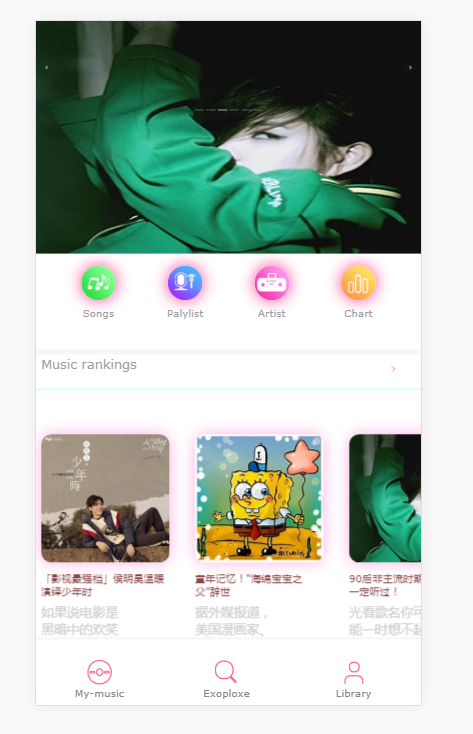 Songs
Palylist
Artist
Chart
Music rankings
少年時
「影视最强档」侯明昊温暖
演绎少年时
如果说电影是
黑暗中的欢笑
童年记忆！"海绵宝宝之
父"辞世
据外媒报道，
美国漫画家、
90后非主流时期
一定听过！
光看歌名你可
能一时想不起
My-music
Exoploxe
Library